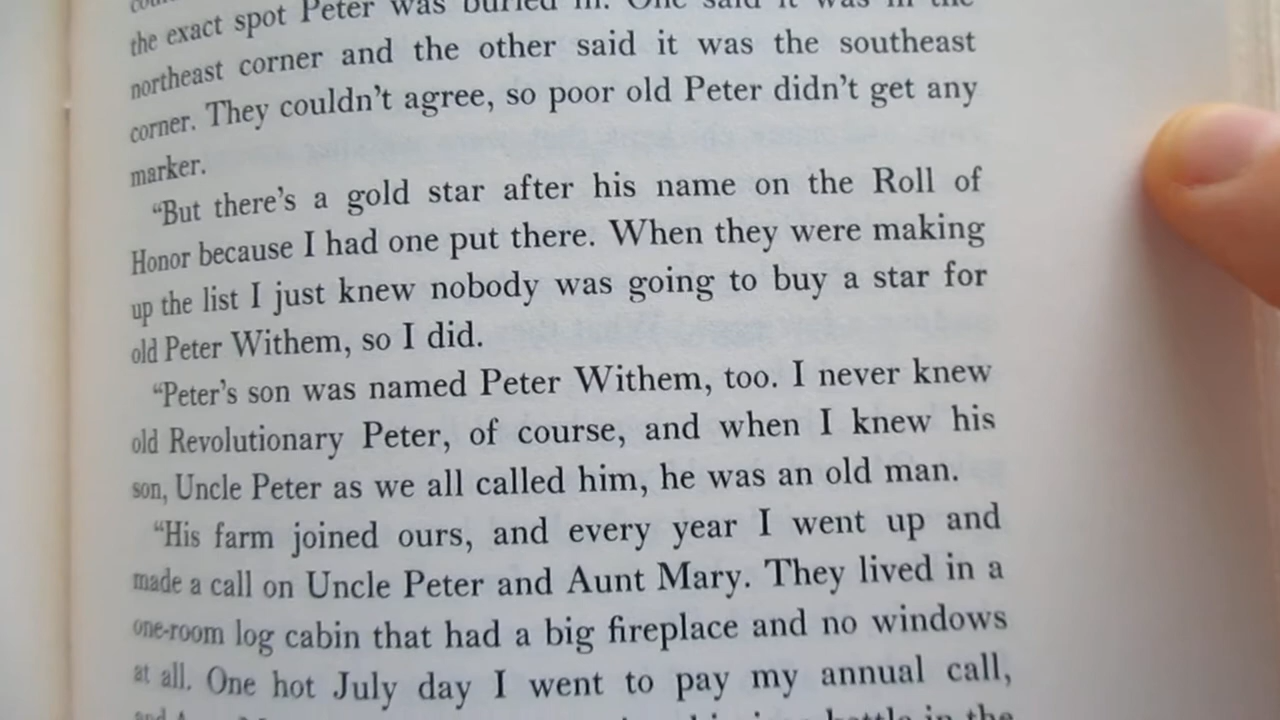 the exact spot Peter was buried in. One said it was in the
northeast corner and the other said it was the southeast
corner. They couldn't agree, so poor old Peter didn't get any
marker.
“But there's a gold star after his name on the Roll of
Honor because I had one put there. When they were making
up the list I just knew nobody was going to buy a star for
old Peter Withem, so I did.
“Peter's son was named Peter Withem, too. I never knew
old Revolutionary Peter, of course, and when I knew his
son, Uncle Peter as we all called him, he was an old man.
“His farm joined ours, and every year I went up and
made a call on Uncle Peter and Aunt Mary. They lived in a
one-room log cabin that had a big fireplace and no windows
at all. One hot July day I went to pay my annual call,
in the